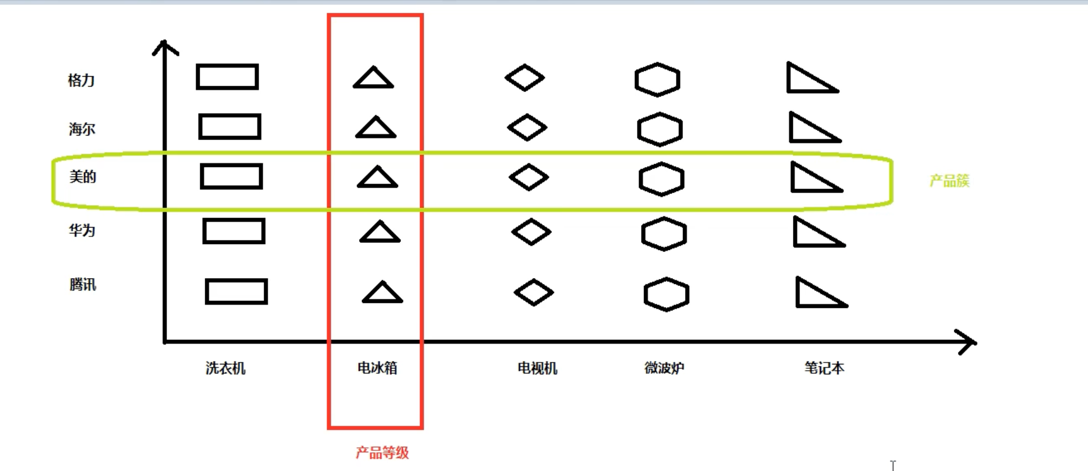 格力
海尔
美的
产品簇
华为
腾讯
洗衣机
电冰箱
电视机
微波炉
笔记本
产品等级